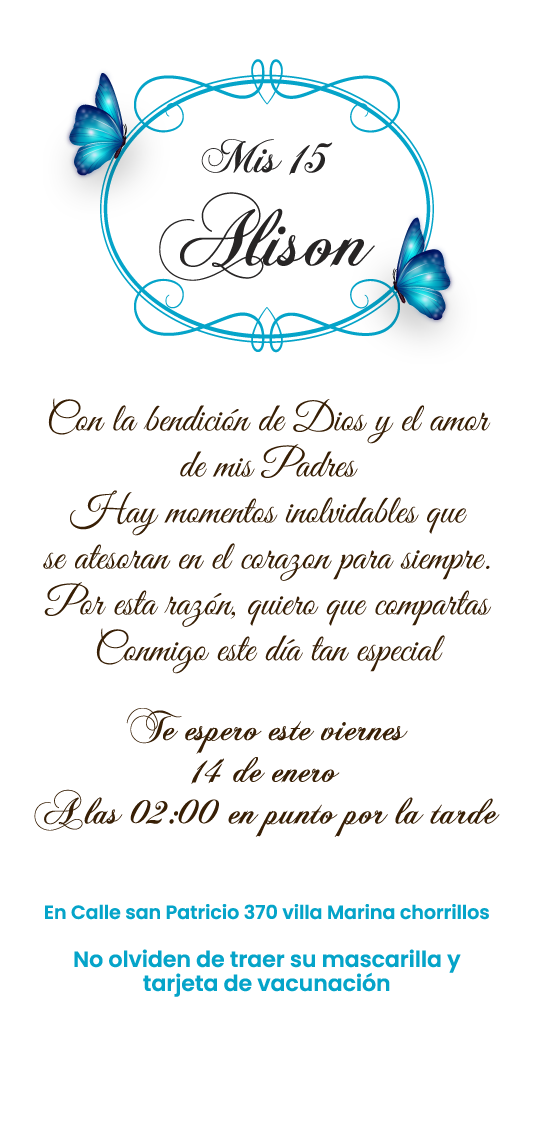 Mis 15
Alison
Con la bendición de Dios y el amor
de mis Padres
Hay momentos inolvidables que
se atesoran en el corazon para siempre.
Por esta razón, quiero que compartas
Conmigo este día tan especial
Te espero este viernes
14 de enero
A las 02:00 en punto por la tarde
En Calle san Patricio 370 villa Marina chorrillos
No olviden de traer su mascarilla y
tarjeta de vacunación